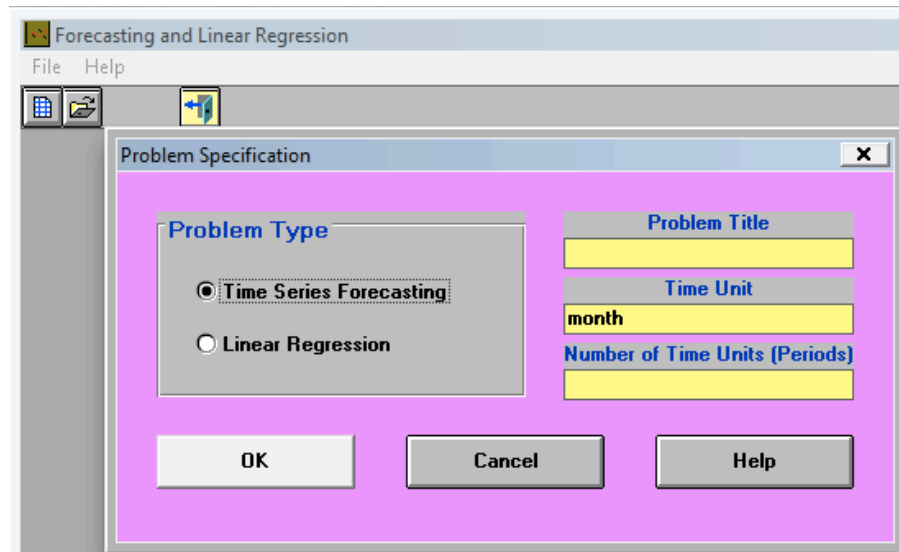 Forecasting and Linear Regression
File Help
Problem Specification
Problem Type
Time Series Forecasting
Linear Regression
Problem Title
Time Unit
month
Number of Time Units (Periods)
OK Cancel Help